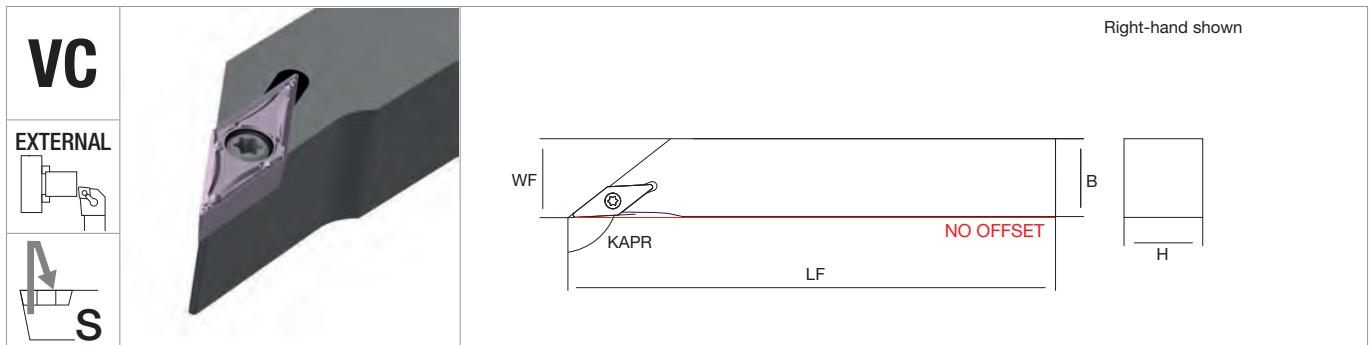 VC
EXTERNAL
S
Right-hand shown
WF
B
KAPR
NO OFFSET
H
LF